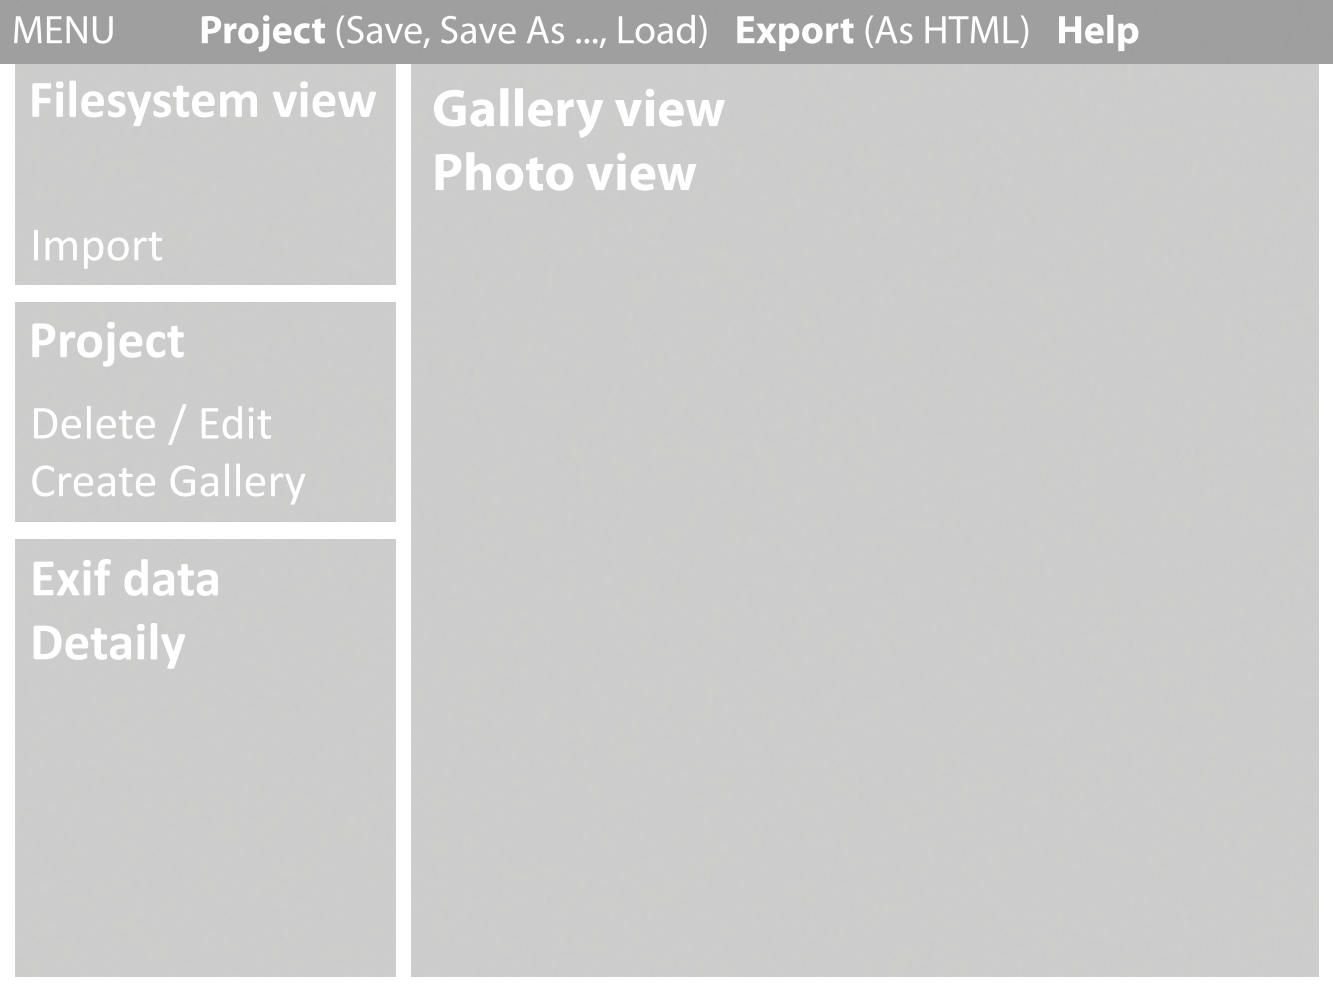 MENU Project (Save, Save As ..., Load) Export (As HTML) Help
Filesystem view
Import
Project
Delete / Edit
Create Gallery
Exif data
Detaily
Gallery view
Photo view